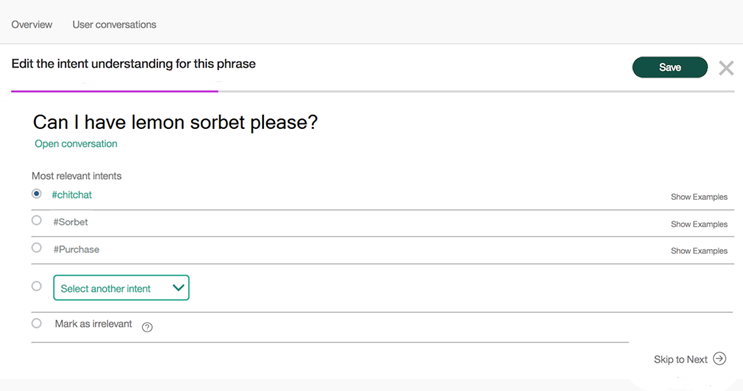 Overview User conversations
Edit the intent understanding for this phrase Save
Can I have lemon sorbet please?
Open conversation
Most relevant intents
#chitchat Show Examples
#Sorbet Show Examples
#Purchase Show Examples
Select another intent
Mark as irrelevant ?
Skip to Next